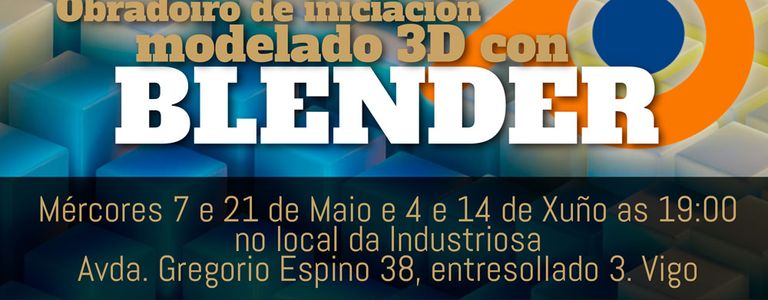 Obradoiro de iniciación
modelado 3D con
BLENDER
Mércores 7 e 21 de Maio e 4 e 14 de Xuño as 19:00
no local da Industriosa
Avda. Gregorio Espino 38, entresollado 3. Vigo